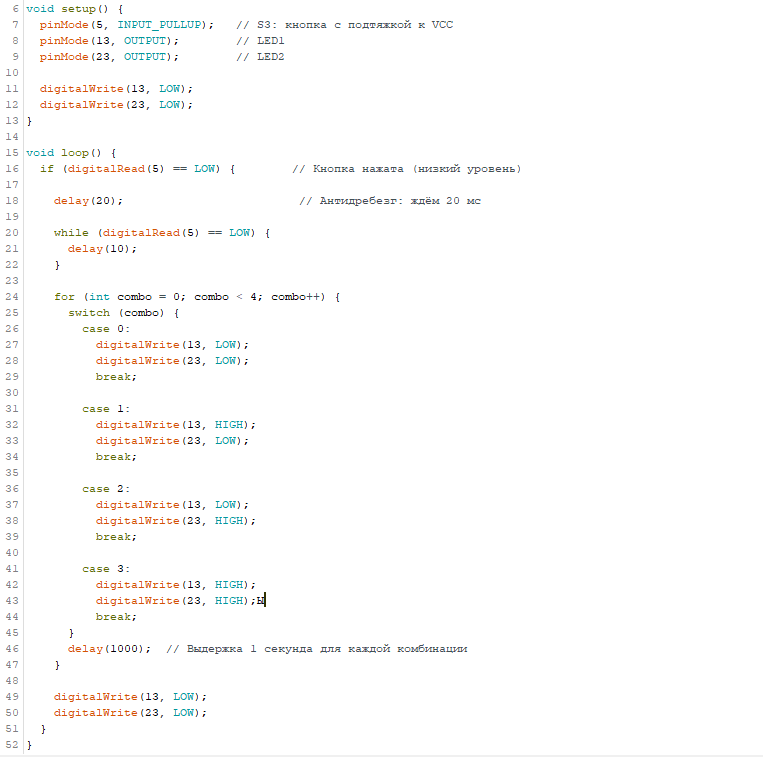 6 void setup() {
7 pinMode(5, INPUT_PULLUP); // S3: кнопка с подтяжкой к VCC
8 pinMode(13, OUTPUT); // LED1
9 pinMode(23, OUTPUT); // LED2
10
11 digitalWrite(13, LOW);
12 digitalWrite(23, LOW);
13 }
14
15 void loop() {
16 if (digitalRead(5) == LOW) { // Кнопка нажата (низкий уровень)
17
18 delay(20); // Антидребезг: ждём 20 мс
19
20 while (digitalRead(5) == LOW) {
21 delay(10);
22 }
23
24 for (int combo = 0; combo < 4; combo++) {
25 switch (combo) {
26 case 0:
27 digitalWrite(13, LOW);
28 digitalWrite(23, LOW);
29 break;
30
31 case 1:
32 digitalWrite(13, HIGH);
33 digitalWrite(23, LOW);
34 break;
35
36 case 2:
37 digitalWrite(13, LOW);
38 digitalWrite(23, HIGH);
39 break;
40
41 case 3:
42 digitalWrite(13, HIGH);
43 digitalWrite(23, HIGH);Ы
44 break;
45 }
46 delay(1000); // Выдержка 1 секунда для каждой комбинации
47 }
48
49 digitalWrite(13, LOW);
50 digitalWrite(23, LOW);
51 }
52 }